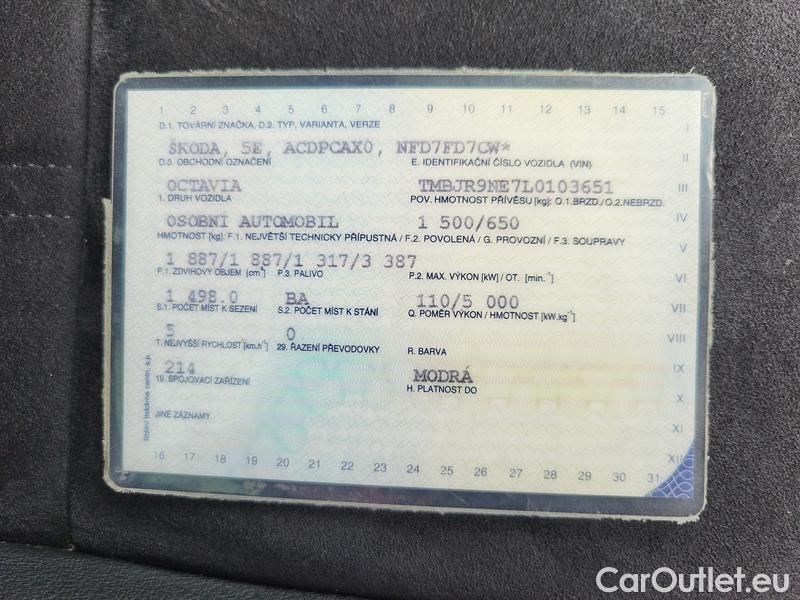 1 2 3 4 5 6 7 8 9 10 11 12 13 14 15
D.1. TOVÁRNÍ ZNAČKA, D.2. TYP, VARIANTA, VERZE I
ŠKODA, 5E, ACDPCAX0, NFD7FD7CW*
D.3. OBCHODNÍ OZNAČENÍ E. IDENTIFIKAČNÍ ČÍSLO VOZIDLA (VIN) II
OCTAVIA TMBJR9NE7L0103651 III
1. DRUH VOZIDLA POV. HMOTNOST PŘÍVĚSU [kg]: O.1.BRZD./O.2.NEBRZD.
OSOBNÍ AUTOMOBIL 1 500/650 IV
HMOTNOST [kg]: F.1. NEJVĚTŠÍ TECHNICKY PŘÍPUSTNÁ / F.2. POVOLENÁ / G. PROVOZNÍ / F.3. SOUPRAVY V
1 887/1 887/1 317/3 387
P.1. ZDVIHOVÝ OBJEM [cm³] P.3. PALIVO P.2. MAX. VÝKON [kW] / OT. [min.⁻¹] VI
1 498.0 BA 110/5 000 VII
S.1. POČET MÍST K SEZENÍ S.2. POČET MÍST K STÁNÍ Q. POMĚR VÝKON / HMOTNOST [kW.kg⁻¹]
5 0 VIII
T. NEJVYŠŠÍ RYCHLOST [km.h⁻¹] 29. ŘAZENÍ PŘEVODOVKY R. BARVA
214 MODRÁ IX
19. SPOJOVACÍ ZAŘÍZENÍ H. PLATNOST DO
X
JINÉ ZÁZNAMY
XI
Státní tiskárna cenin, s.p.
16 17 18 19 20 21 22 23 24 25 26 27 28 29 30 31 XII
CarOutlet.eu